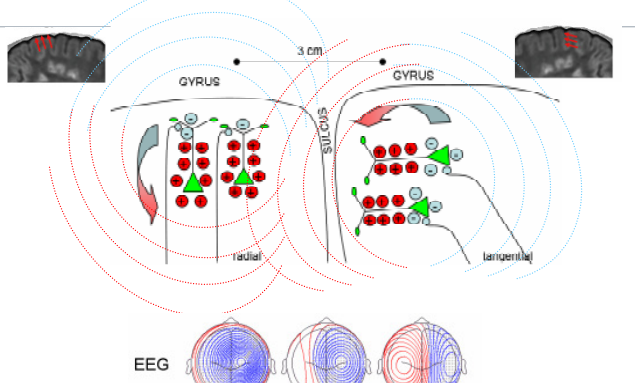 3 cm
GYRUS
GYRUS
SULCUS
radial
tangential
EEG